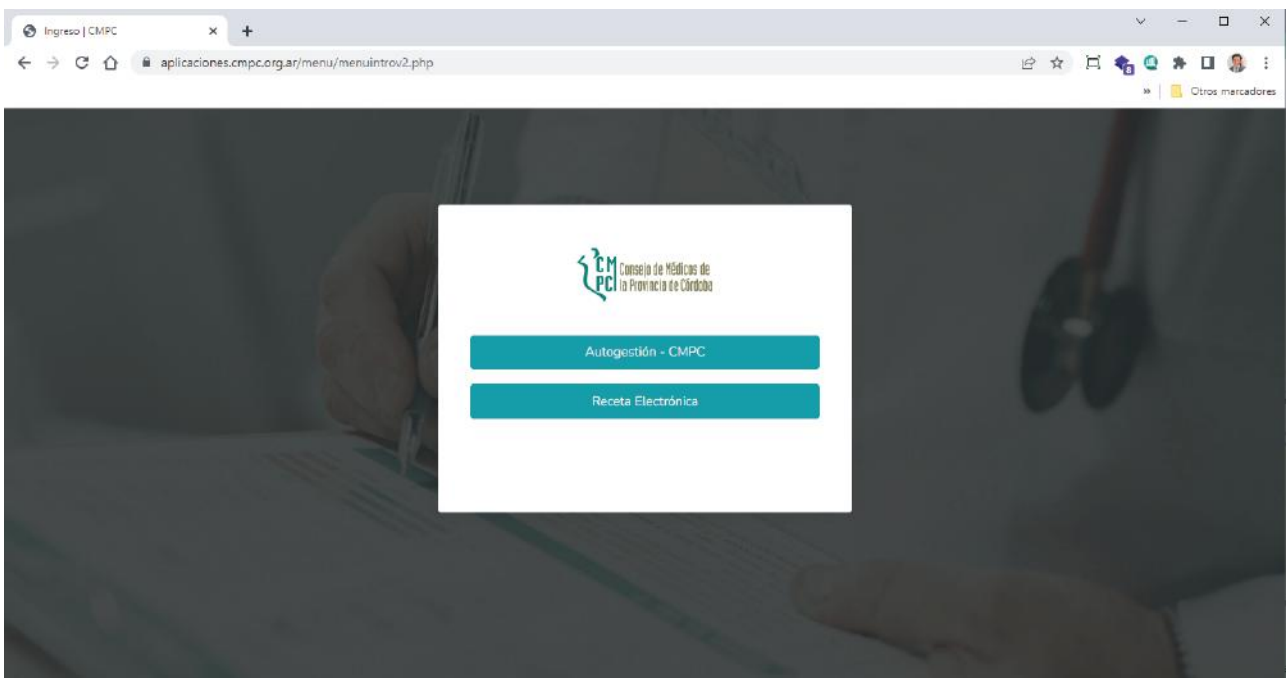 Ingreso | CMPC
aplicaciones.cmpc.org.ar/menu/menuintrov2.php
8
» Otros marcadores
CM Consejo de Médicos de
PC la Provincia de Córdoba
Autogestión - CMPC
Receta Electrónica